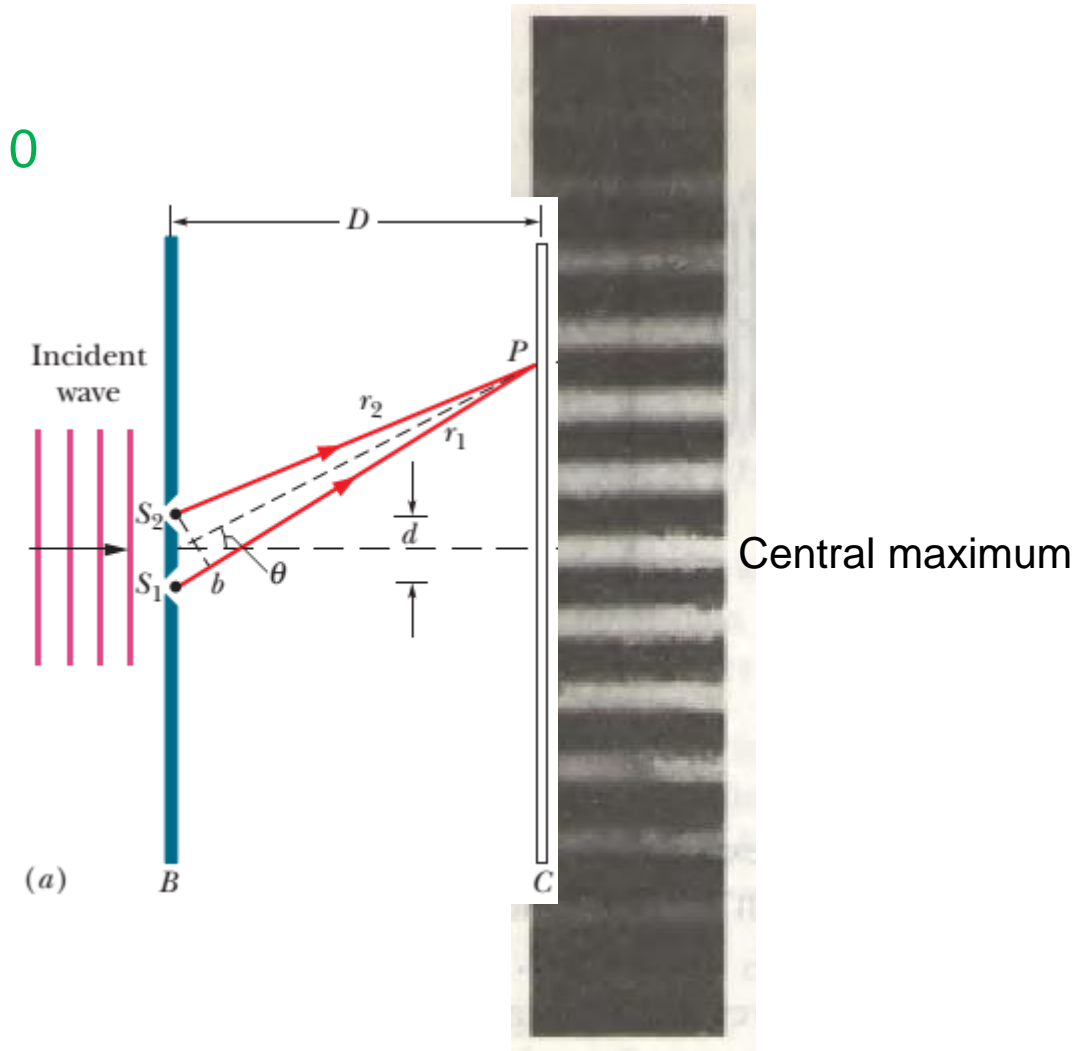 0
D
Incident
wave
P
r₂
r₁
S₂
d
Central maximum
θ
S₁
b
(a)
B
C